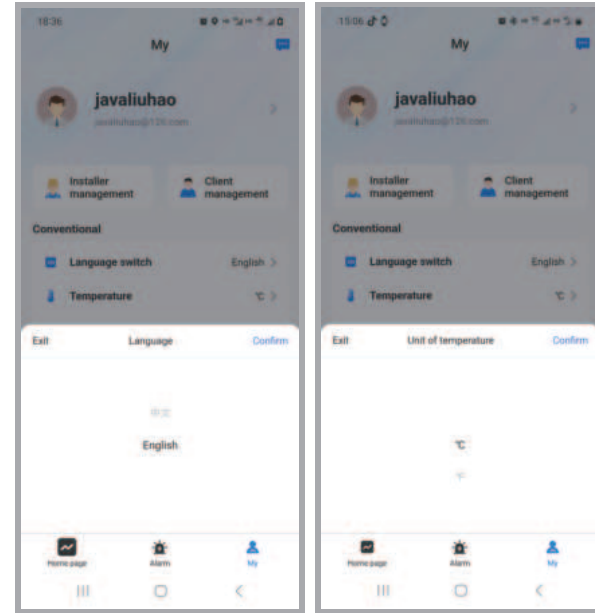 18:36
My
javaliuhao
Installer management
Client management
Conventional
Language switch
English
Temperature
℃
Exit
Language
Confirm
中文
English
Home page
Alarm
My
15:06
My
javaliuhao
Installer management
Client management
Conventional
Language switch
English
Temperature
℃
Exit
Unit of temperature
Confirm
℃
℉
Home page
Alarm
My